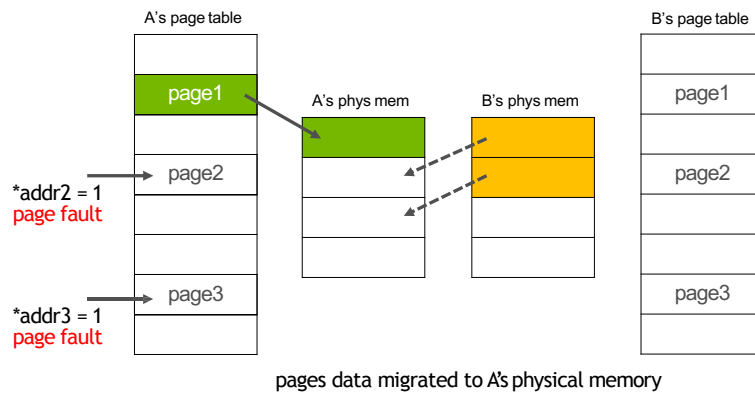 A's page table
B's page table
page1
page1
A's phys mem
B's phys mem
page2
page2
*addr2 = 1
page fault
page3
page3
*addr3 = 1
page fault
pages data migrated to A's physical memory